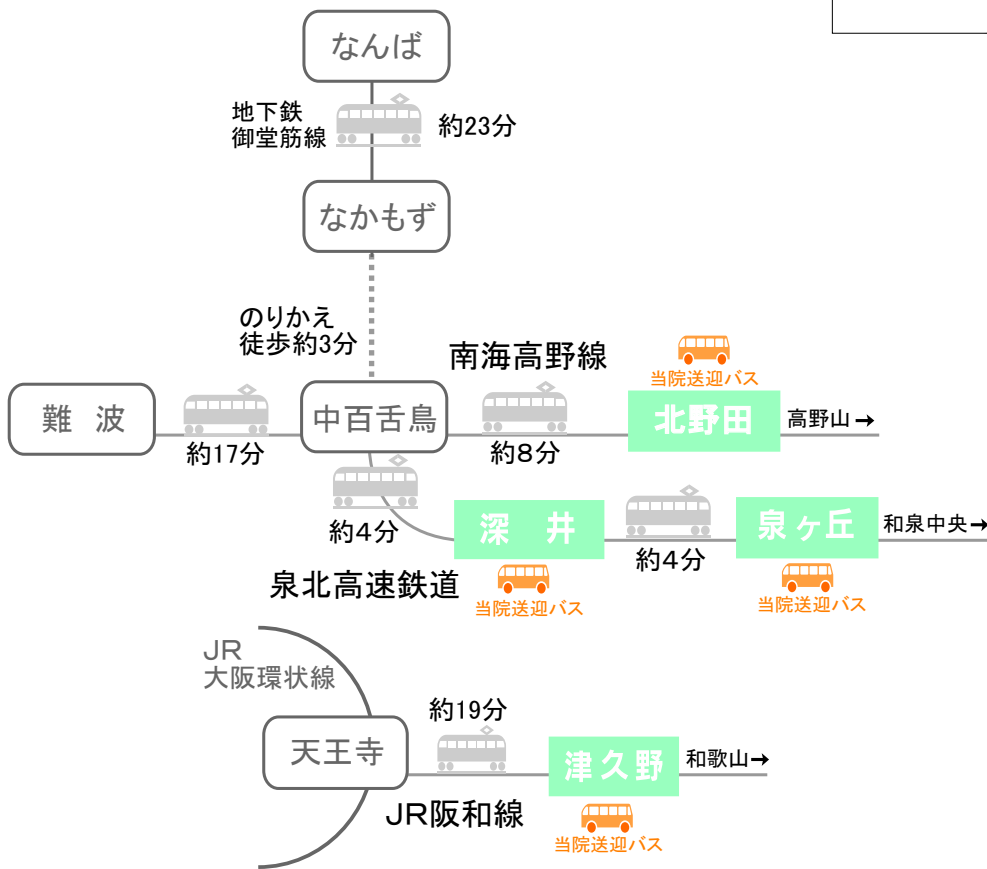 なんば
地下鉄
御堂筋線
約23分
なかもず
のりかえ
徒歩約3分
南海高野線
当院送迎バス
難 波
約17分
中百舌鳥
約8分
北野田
高野山→
約4分
深 井
約4分
泉ヶ丘
和泉中央→
泉北高速鉄道
当院送迎バス
当院送迎バス
JR
大阪環状線
天王寺
約19分
津久野
和歌山→
JR阪和線
当院送迎バス